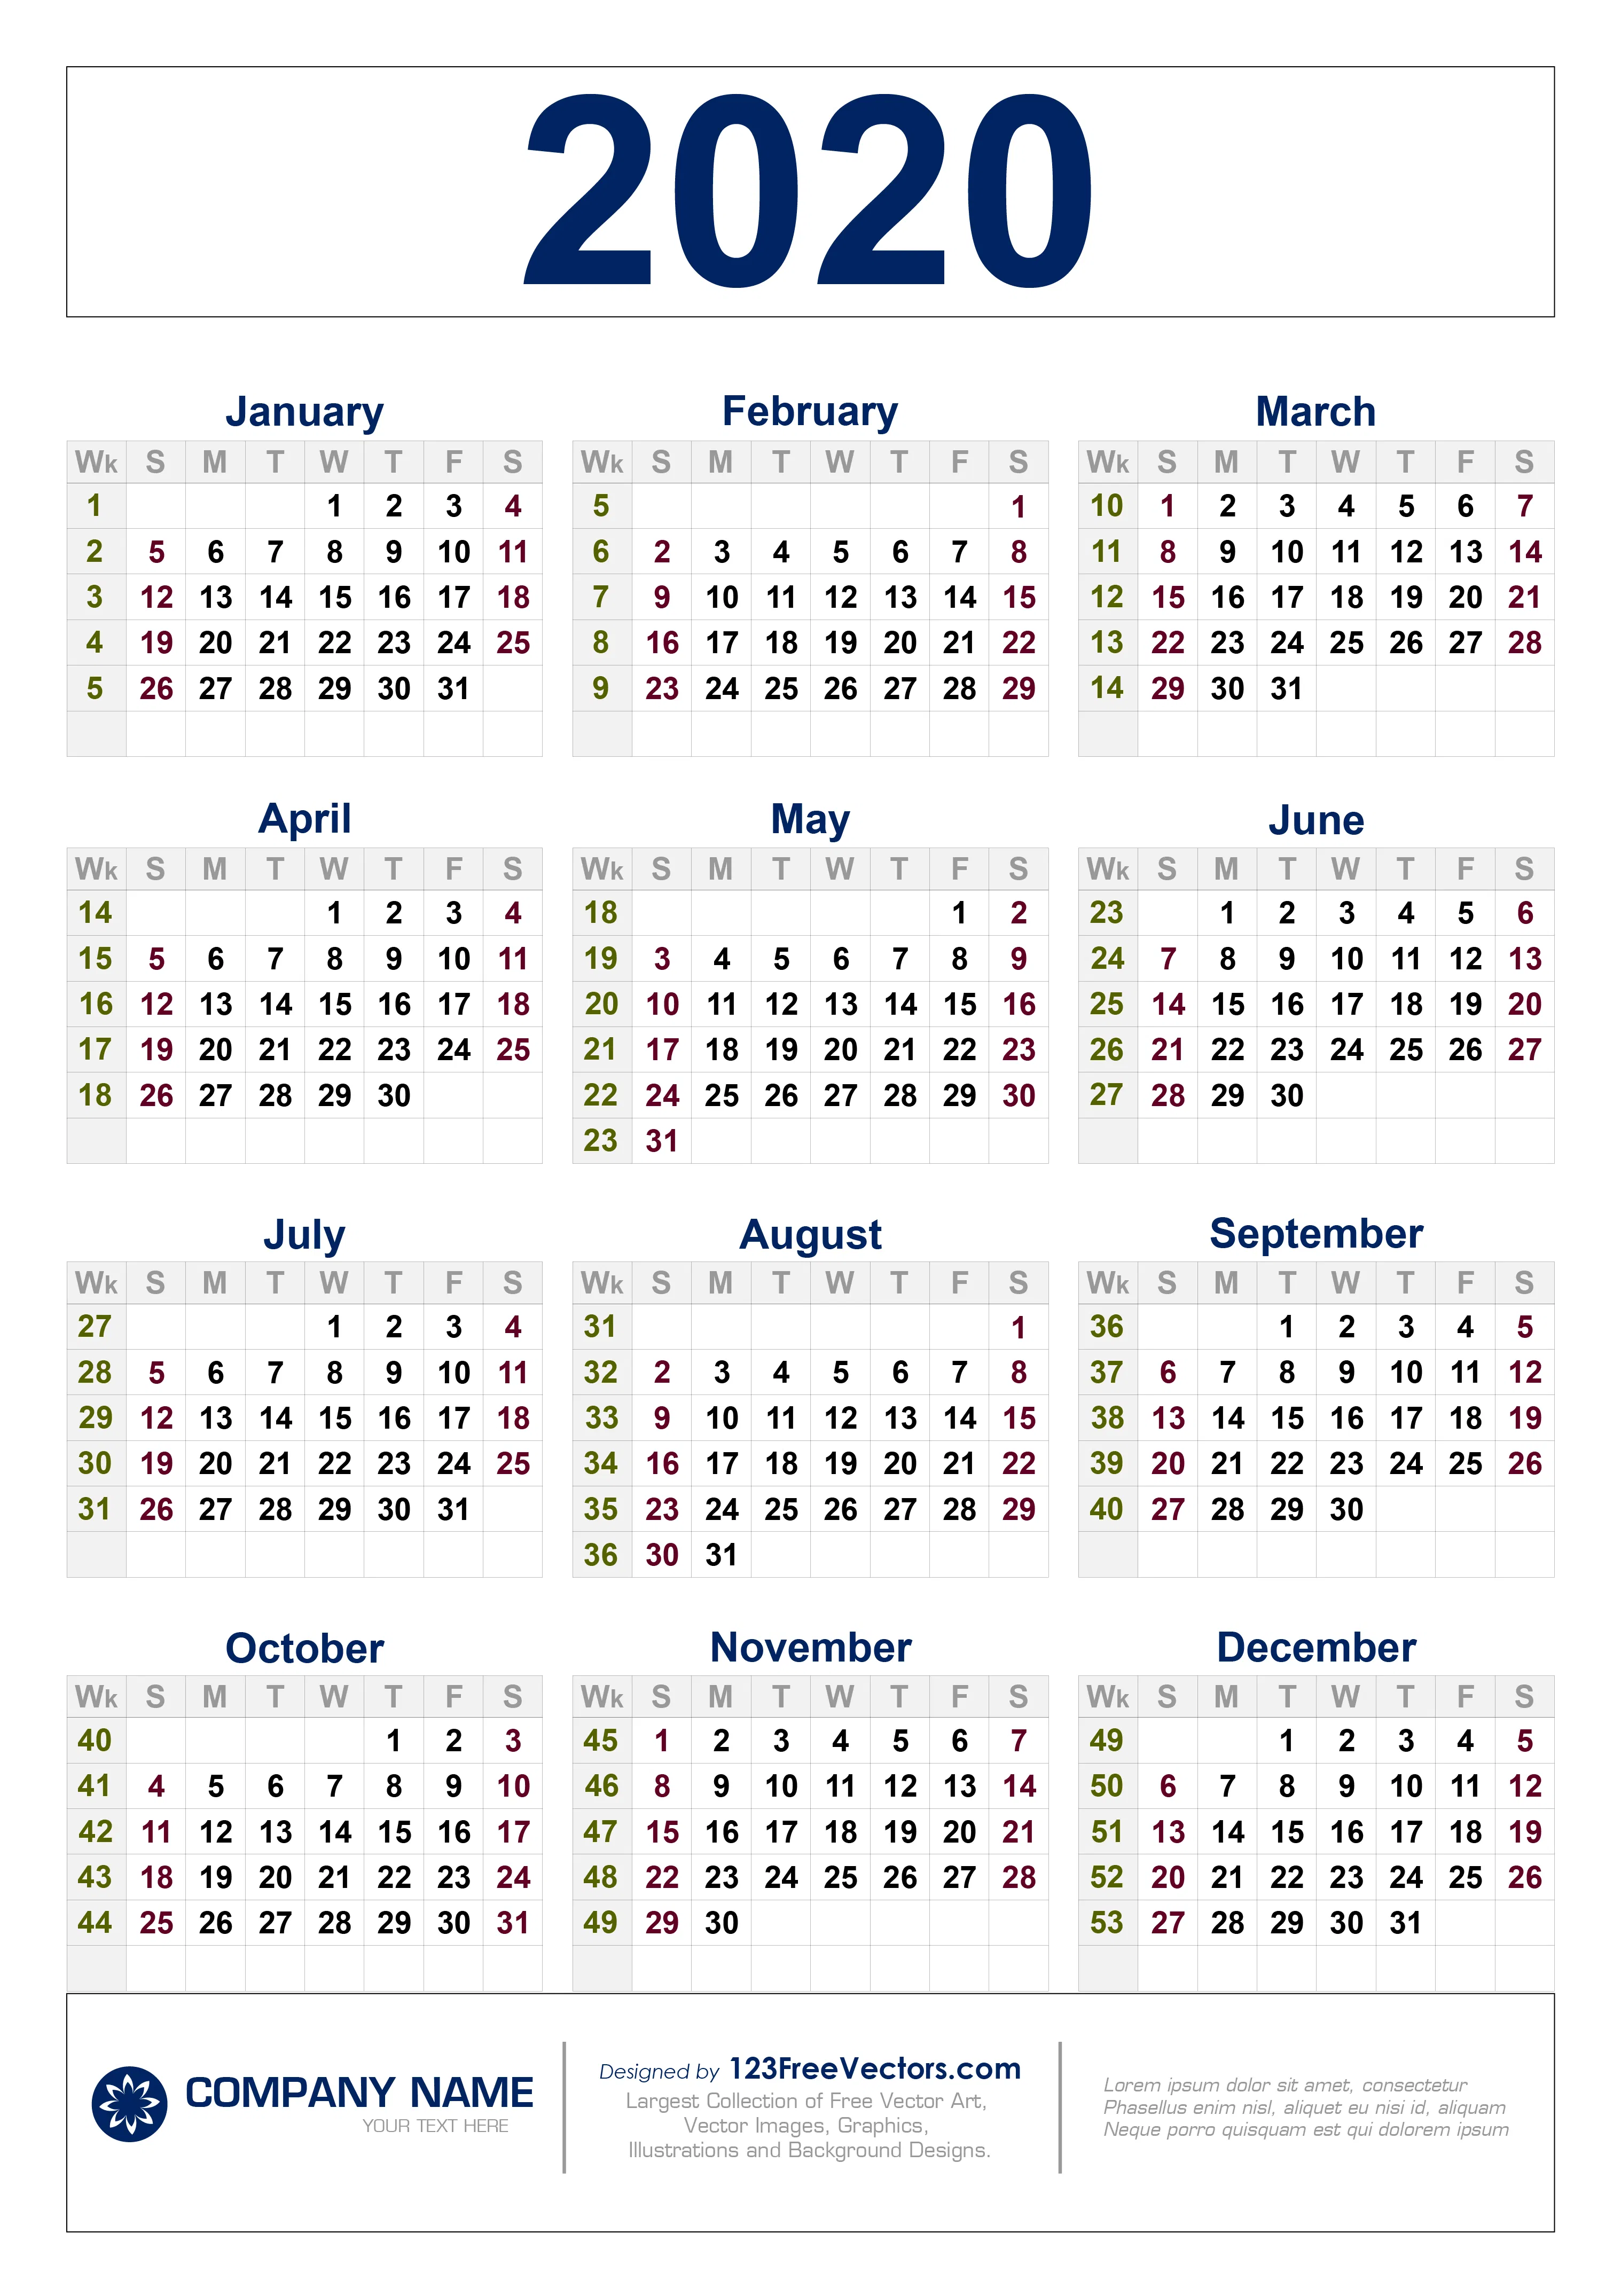 2020
January February March
Wk S M T W T F S Wk S M T W T F S Wk S M T W T F S
1 1 2 3 4 5 1 10 1 2 3 4 5 6 7
2 5 6 7 8 9 10 11 6 2 3 4 5 6 7 8 11 8 9 10 11 12 13 14
3 12 13 14 15 16 17 18 7 9 10 11 12 13 14 15 12 15 16 17 18 19 20 21
4 19 20 21 22 23 24 25 8 16 17 18 19 20 21 22 13 22 23 24 25 26 27 28
5 26 27 28 29 30 31 9 23 24 25 26 27 28 29 14 29 30 31
April May June
Wk S M T W T F S Wk S M T W T F S Wk S M T W T F S
14 1 2 3 4 18 1 2 23 1 2 3 4 5 6
15 5 6 7 8 9 10 11 19 3 4 5 6 7 8 9 24 7 8 9 10 11 12 13
16 12 13 14 15 16 17 18 20 10 11 12 13 14 15 16 25 14 15 16 17 18 19 20
17 19 20 21 22 23 24 25 21 17 18 19 20 21 22 23 26 21 22 23 24 25 26 27
18 26 27 28 29 30 22 24 25 26 27 28 29 30 27 28 29 30
23 31
July August September
Wk S M T W T F S Wk S M T W T F S Wk S M T W T F S
27 1 2 3 4 31 1 36 1 2 3 4 5
28 5 6 7 8 9 10 11 32 2 3 4 5 6 7 8 37 6 7 8 9 10 11 12
29 12 13 14 15 16 17 18 33 9 10 11 12 13 14 15 38 13 14 15 16 17 18 19
30 19 20 21 22 23 24 25 34 16 17 18 19 20 21 22 39 20 21 22 23 24 25 26
31 26 27 28 29 30 31 35 23 24 25 26 27 28 29 40 27 28 29 30
36 30 31
October November December
Wk S M T W T F S Wk S M T W T F S Wk S M T W T F S
40 1 2 3 45 1 2 3 4 5 6 7 49 1 2 3 4 5
41 4 5 6 7 8 9 10 46 8 9 10 11 12 13 14 50 6 7 8 9 10 11 12
42 11 12 13 14 15 16 17 47 15 16 17 18 19 20 21 51 13 14 15 16 17 18 19
43 18 19 20 21 22 23 24 48 22 23 24 25 26 27 28 52 20 21 22 23 24 25 26
44 25 26 27 28 29 30 31 49 29 30 53 27 28 29 30 31
COMPANY NAME
YOUR TEXT HERE
Designed by 123FreeVectors.com
Largest Collection of Free Vector Art,
Vector Images, Graphics,
Illustrations and Background Designs.
Lorem ipsum dolor sit amet, consectetur
Phasellus enim nisl, aliquet eu nisi id, aliquam
Neque porro quisquam est qui dolorem ipsum